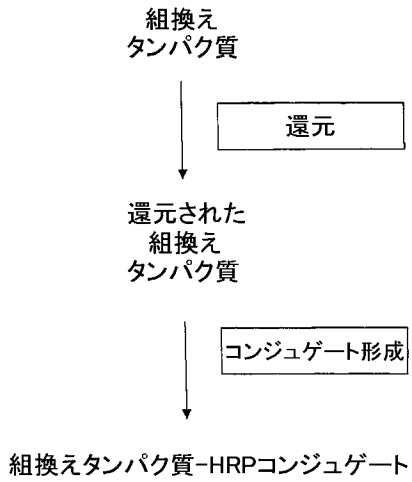 組換え
タンパク質
還元
還元された
組換え
タンパク質
コンジュゲート形成
組換えタンパク質-HRPコンジュゲート